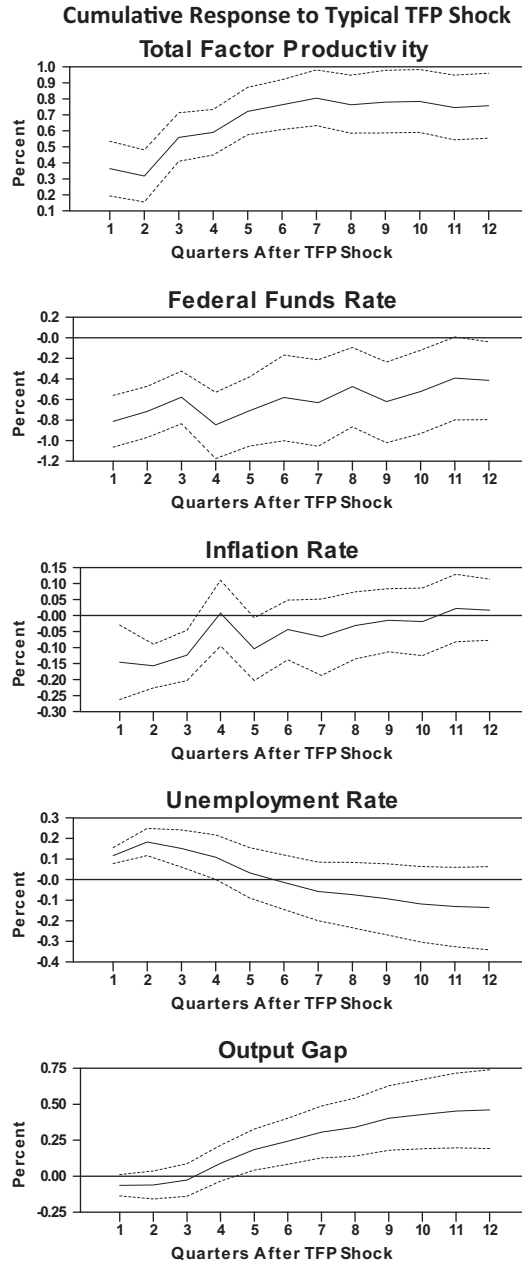 Cumulative Response to Typical TFP Shock
Total Factor Productivity
Percent
1.0
0.9
0.8
0.7
0.6
0.5
0.4
0.3
0.2
0.1
1 2 3 4 5 6 7 8 9 10 11 12
Quarters After TFP Shock
Federal Funds Rate
Percent
0.2
-0.0
-0.2
-0.4
-0.6
-0.8
-1.0
-1.2
1 2 3 4 5 6 7 8 9 10 11 12
Quarters After TFP Shock
Inflation Rate
Percent
0.15
0.10
0.05
-0.00
-0.05
-0.10
-0.15
-0.20
-0.25
-0.30
1 2 3 4 5 6 7 8 9 10 11 12
Quarters After TFP Shock
Unemployment Rate
Percent
0.3
0.2
0.1
-0.0
-0.1
-0.2
-0.3
-0.4
1 2 3 4 5 6 7 8 9 10 11 12
Quarters After TFP Shock
Output Gap
Percent
0.75
0.50
0.25
0.00
-0.25
1 2 3 4 5 6 7 8 9 10 11 12
Quarters After TFP Shock